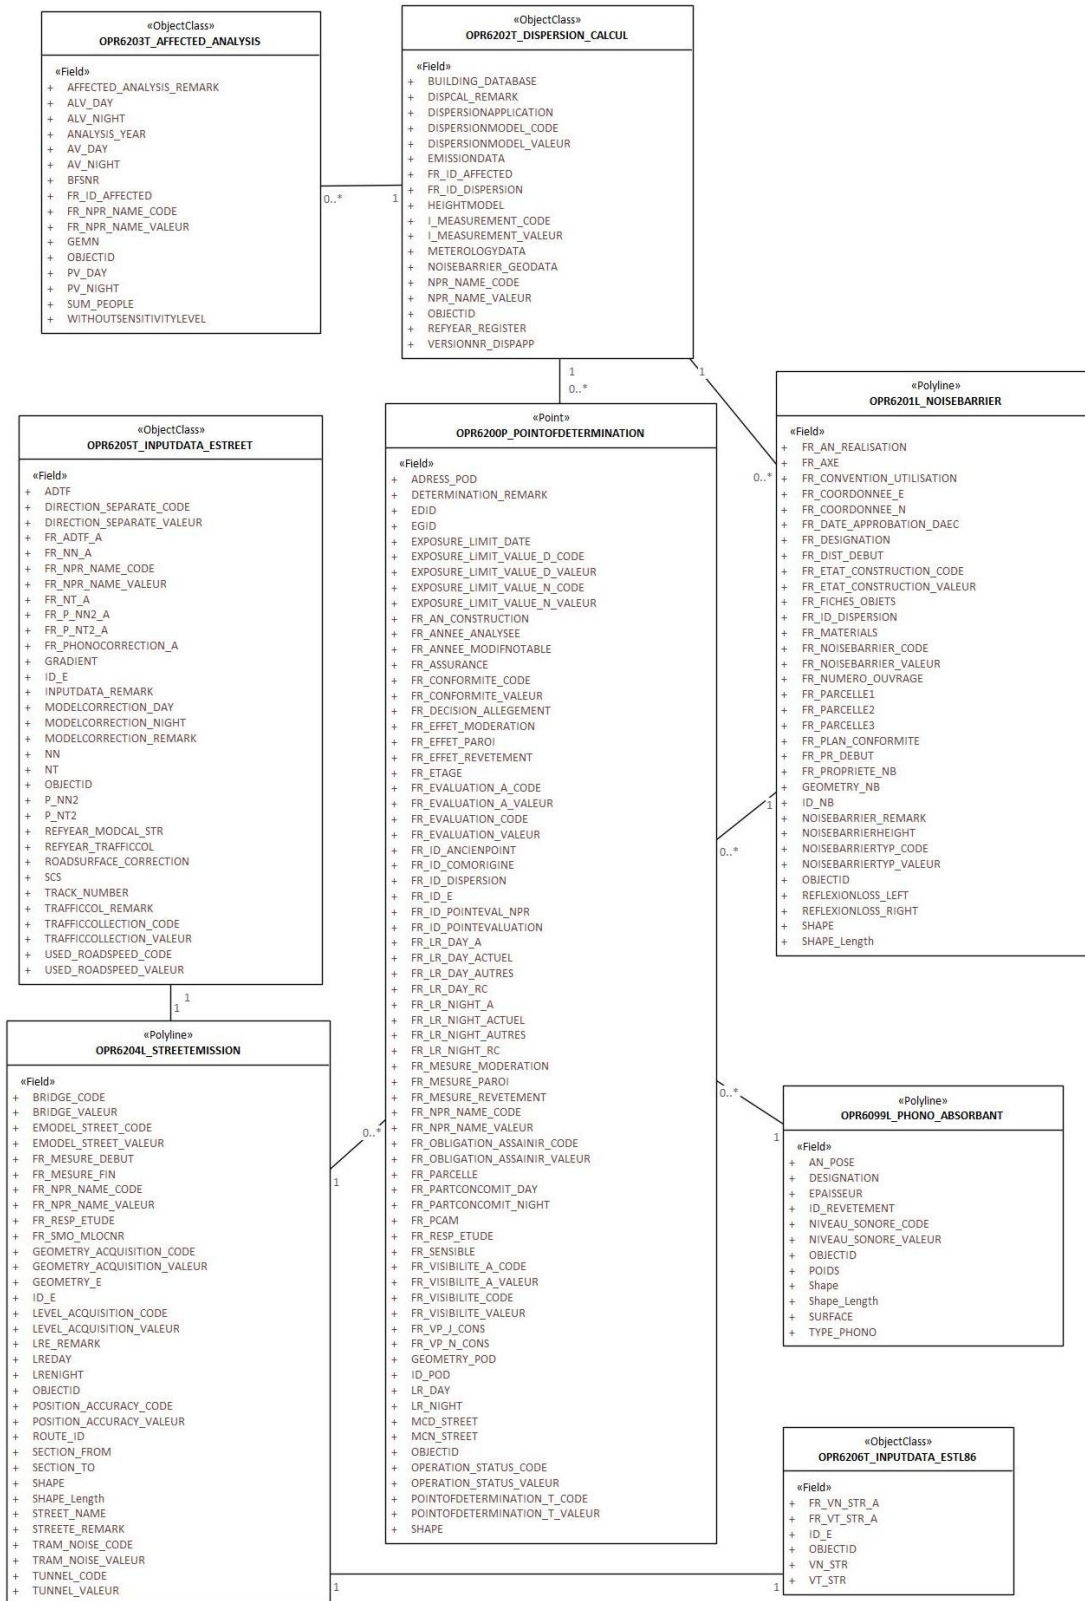 «ObjectClass»
OPR6203T_AFFECTED_ANALYSIS
«Field»
+ AFFECTED_ANALYSIS_REMARK
+ ALV_DAY
+ ALV_NIGHT
+ ANALYSIS_YEAR
+ AV_DAY
+ AV_NIGHT
+ BFSNR
+ FR_ID_AFFECTED
+ FR_NPR_NAME_CODE
+ FR_NPR_NAME_VALEUR
+ GEMN
+ OBJECTID
+ PV_DAY
+ PV_NIGHT
+ SUM_PEOPLE
+ WITHOUTSENSITIVITYLEVEL
0..*
1
«ObjectClass»
OPR6202T_DISPERSION_CALCUL
«Field»
+ BUILDING_DATABASE
+ DISPCAL_REMARK
+ DISPERSIONAPPLICATION
+ DISPERSIONMODEL_CODE
+ DISPERSIONMODEL_VALEUR
+ EMISSIONDATA
+ FR_ID_AFFECTED
+ FR_ID_DISPERSION
+ HEIGHTMODEL
+ I_MEASUREMENT_CODE
+ I_MEASUREMENT_VALEUR
+ METEROLOGYDATA
+ NOISEBARRIER_GEODATA
+ NPR_NAME_CODE
+ NPR_NAME_VALEUR
+ OBJECTID
+ REFYEAR_REGISTER
+ VERSIONNR_DISPAPP
1
0..*
1
0..*
«Polyline»
OPR6201L_NOISEBARRIER
«Field»
+ FR_AN_REALISATION
+ FR_AXE
+ FR_CONVENTION_UTILISATION
+ FR_COORDONNEE_E
+ FR_COORDONNEE_N
+ FR_DATE_APPROBATION_DAEC
+ FR_DESIGNATION
+ FR_DIST_DEBUT
+ FR_ETAT_CONSTRUCTION_CODE
+ FR_ETAT_CONSTRUCTION_VALEUR
+ FR_FICHES_OBJETS
+ FR_ID_DISPERSION
+ FR_MATERIALS
+ FR_NOISEBARRIER_CODE
+ FR_NOISEBARRIER_VALEUR
+ FR_NUMERO_OUVRAGE
+ FR_PARCELLE1
+ FR_PARCELLE2
+ FR_PARCELLE3
+ FR_PLAN_CONFORMITE
+ FR_PR_DEBUT
+ FR_PROPRIETE_NB
+ GEOMETRY_NB
+ ID_NB
+ NOISEBARRIER_REMARK
+ NOISEBARRIERHEIGHT
+ NOISEBARRIERTYP_CODE
+ NOISEBARRIERTYP_VALEUR
+ OBJECTID
+ REFLEXIONLOSS_LEFT
+ REFLEXIONLOSS_RIGHT
+ SHAPE
+ SHAPE_Length
1
0..*
«ObjectClass»
OPR6205T_INPUTDATA_ESTREET
«Field»
+ ADTF
+ DIRECTION_SEPARATE_CODE
+ DIRECTION_SEPARATE_VALEUR
+ FR_ADTF_A
+ FR_NN_A
+ FR_NPR_NAME_CODE
+ FR_NPR_NAME_VALEUR
+ FR_NT_A
+ FR_P_NN2_A
+ FR_P_NT2_A
+ FR_PHONOCORRECTION_A
+ GRADIENT
+ ID_E
+ INPUTDATA_REMARK
+ MODELCORRECTION_DAY
+ MODELCORRECTION_NIGHT
+ MODELCORRECTION_REMARK
+ NN
+ NT
+ OBJECTID
+ P_NN2
+ P_NT2
+ REFYEAR_MODCAL_STR
+ REFYEAR_TRAFFICCOL
+ ROADSURFACE_CORRECTION
+ SCS
+ TRACK_NUMBER
+ TRAFFICCOL_REMARK
+ TRAFFICCOLLECTION_CODE
+ TRAFFICCOLLECTION_VALEUR
+ USED_ROADSPEED_CODE
+ USED_ROADSPEED_VALEUR
1
1
«Point»
OPR6200P_POINTOFDETERMINATION
«Field»
+ ADRESS_POD
+ DETERMINATION_REMARK
+ EDID
+ EGID
+ EXPOSURE_LIMIT_DATE
+ EXPOSURE_LIMIT_VALUE_D_CODE
+ EXPOSURE_LIMIT_VALUE_D_VALEUR
+ EXPOSURE_LIMIT_VALUE_N_CODE
+ EXPOSURE_LIMIT_VALUE_N_VALEUR
+ FR_AN_CONSTRUCTION
+ FR_ANNEE_ANALYSEE
+ FR_ANNEE_MODIFNOTABLE
+ FR_ASSURANCE
+ FR_CONFORMITE_CODE
+ FR_CONFORMITE_VALEUR
+ FR_DECISION_ALLEGEMENT
+ FR_EFFET_MODERATION
+ FR_EFFET_PAROI
+ FR_EFFET_REVETEMENT
+ FR_ETAGE
+ FR_EVALUATION_A_CODE
+ FR_EVALUATION_A_VALEUR
+ FR_EVALUATION_CODE
+ FR_EVALUATION_VALEUR
+ FR_ID_ANCIENPOINT
+ FR_ID_COMORIGINE
+ FR_ID_DISPERSION
+ FR_ID_E
+ FR_ID_POINTEVAL_NPR
+ FR_ID_POINTEVALUATION
+ FR_LR_DAY_A
+ FR_LR_DAY_ACTUEL
+ FR_LR_DAY_AUTRES
+ FR_LR_DAY_RC
+ FR_LR_NIGHT_A
+ FR_LR_NIGHT_ACTUEL
+ FR_LR_NIGHT_AUTRES
+ FR_LR_NIGHT_RC
+ FR_MESURE_MODERATION
+ FR_MESURE_PAROI
+ FR_MESURE_REVETEMENT
+ FR_NPR_NAME_CODE
+ FR_NPR_NAME_VALEUR
+ FR_OBLIGATION_ASSAINIR_CODE
+ FR_OBLIGATION_ASSAINIR_VALEUR
+ FR_PARCELLE
+ FR_PARTCONCOMIT_DAY
+ FR_PARTCONCOMIT_NIGHT
+ FR_PCAM
+ FR_RESP_ETUDE
+ FR_SENSIBLE
+ FR_VISIBILITE_A_CODE
+ FR_VISIBILITE_A_VALEUR
+ FR_VISIBILITE_CODE
+ FR_VISIBILITE_VALEUR
+ FR_VP_J_CONS
+ FR_VP_N_CONS
+ GEOMETRY_POD
+ ID_POD
+ LR_DAY
+ LR_NIGHT
+ MCD_STREET
+ MCN_STREET
+ OBJECTID
+ OPERATION_STATUS_CODE
+ OPERATION_STATUS_VALEUR
+ POINTOFDETERMINATION_T_CODE
+ POINTOFDETERMINATION_T_VALEUR
+ SHAPE
0..*
1
«Polyline»
OPR6204L_STREETEMISSION
«Field»
+ BRIDGE_CODE
+ BRIDGE_VALEUR
+ EMODEL_STREET_CODE
+ EMODEL_STREET_VALEUR
+ FR_MESURE_DEBUT
+ FR_MESURE_FIN
+ FR_NPR_NAME_CODE
+ FR_NPR_NAME_VALEUR
+ FR_RESP_ETUDE
+ FR_SMO_MLOCNR
+ GEOMETRY_ACQUISITION_CODE
+ GEOMETRY_ACQUISITION_VALEUR
+ GEOMETRY_E
+ ID_E
+ LEVEL_ACQUISITION_CODE
+ LEVEL_ACQUISITION_VALEUR
+ LRE_REMARK
+ LREDAY
+ LRENIGHT
+ OBJECTID
+ POSITION_ACCURACY_CODE
+ POSITION_ACCURACY_VALEUR
+ ROUTE_ID
+ SECTION_FROM
+ SECTION_TO
+ SHAPE
+ SHAPE_Length
+ STREET_NAME
+ STREETE_REMARK
+ TRAM_NOISE_CODE
+ TRAM_NOISE_VALEUR
+ TUNNEL_CODE
+ TUNNEL_VALEUR
0..*
1
«Polyline»
OPR6099L_PHONO_ABSORBANT
«Field»
+ AN_POSE
+ DESIGNATION
+ EPAISSEUR
+ ID_REVETEMENT
+ NIVEAU_SONORE_CODE
+ NIVEAU_SONORE_VALEUR
+ OBJECTID
+ POIDS
+ Shape
+ Shape_Length
+ SURFACE
+ TYPE_PHONO
«ObjectClass»
OPR6206T_INPUTDATA_ESTL86
«Field»
+ FR_VN_STR_A
+ FR_VT_STR_A
+ ID_E
+ OBJECTID
+ VN_STR
+ VT_STR
1
1